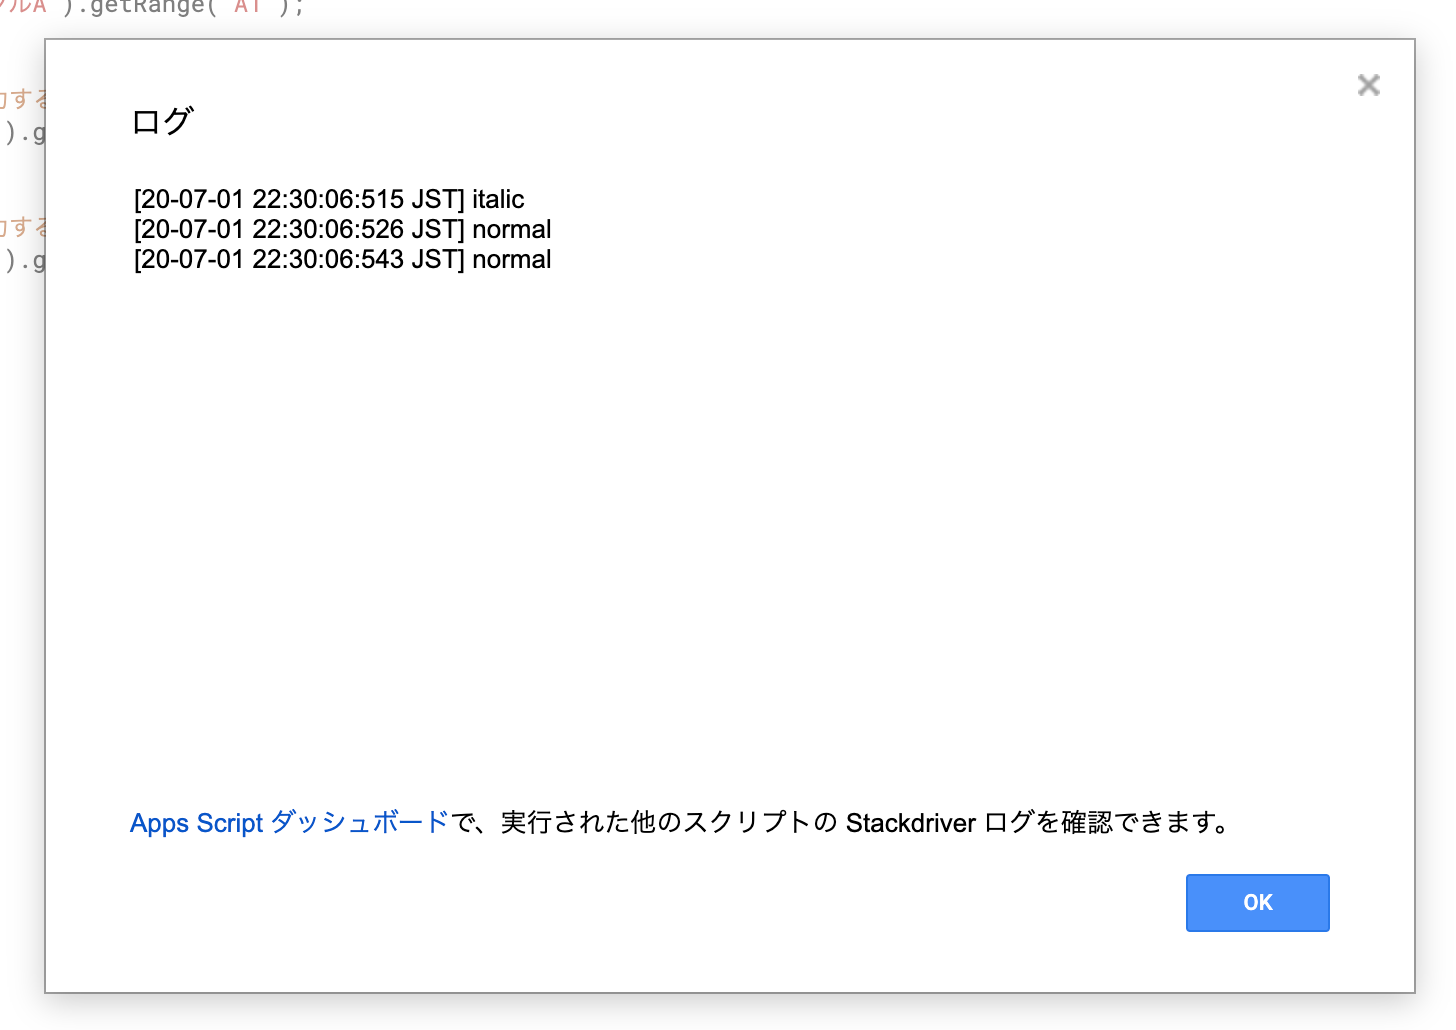 ルA').getRange('A1');
力する
').g
力する
').g
ログ
[20-07-01 22:30:06:515 JST] italic
[20-07-01 22:30:06:526 JST] normal
[20-07-01 22:30:06:543 JST] normal
Apps Script ダッシュボードで、実行された他のスクリプトの Stackdriver ログを確認できます。
OK